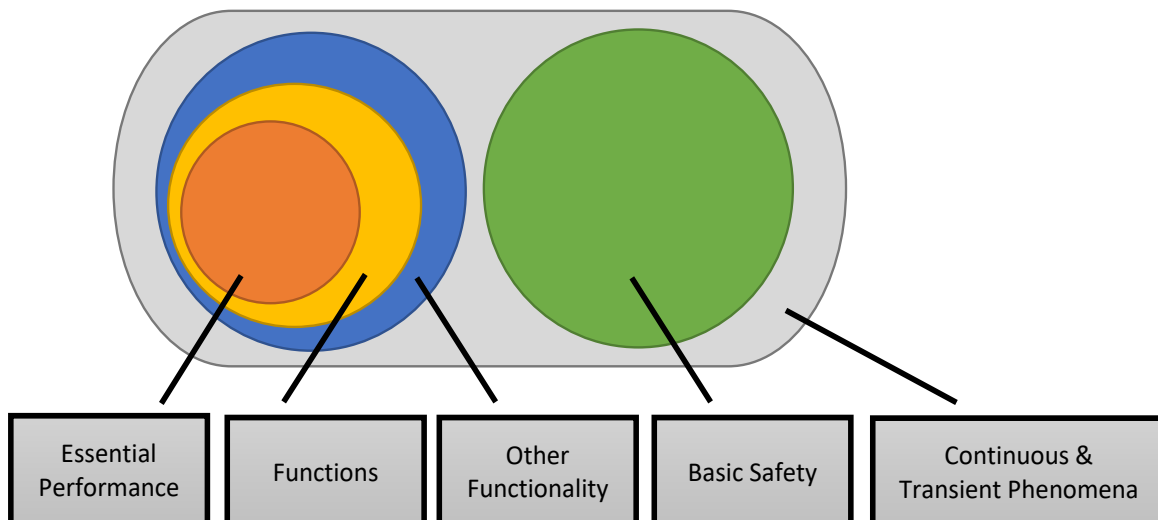 Essential
Performance
Functions
Other
Functionality
Basic Safety
Continuous &
Transient Phenomena